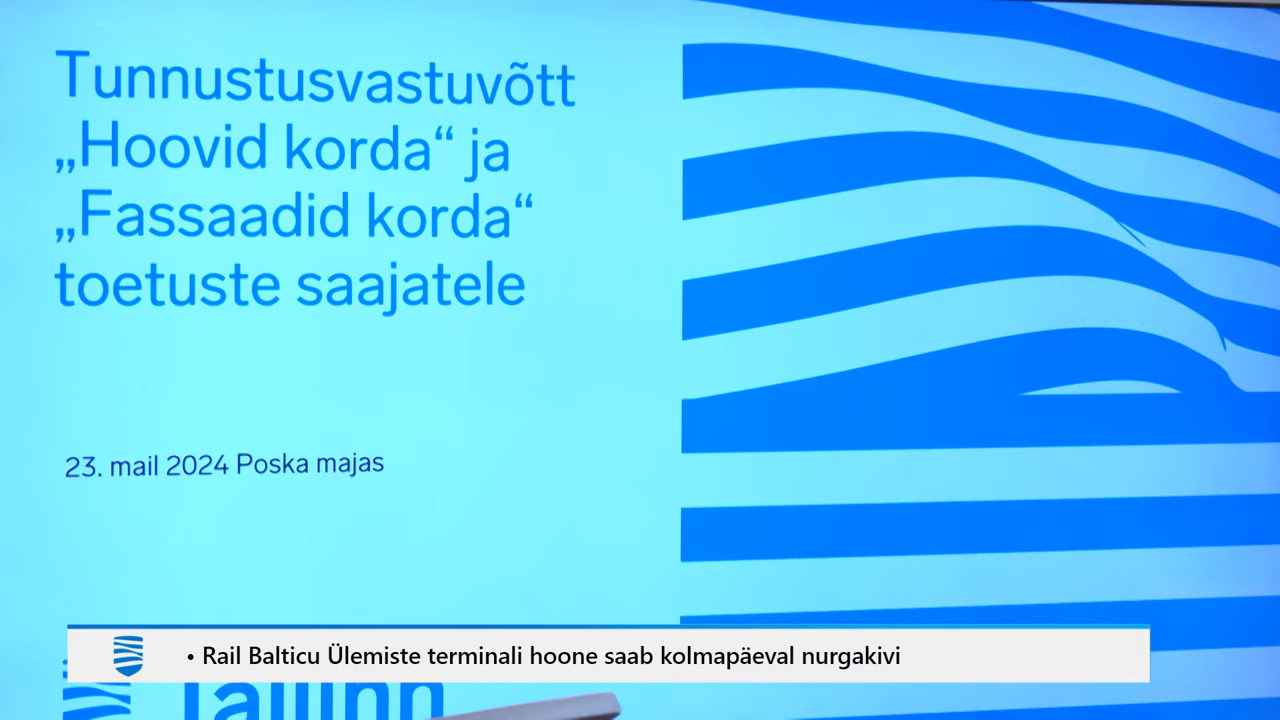 Tunnustusvastuvõtt
„Hoovid korda“ ja
„Fassaadid korda“
toetuste saajatele
23. mail 2024 Poska majas
• Rail Balticu Ülemiste terminali hoone saab kolmapäeval nurgakivi
Tallinn